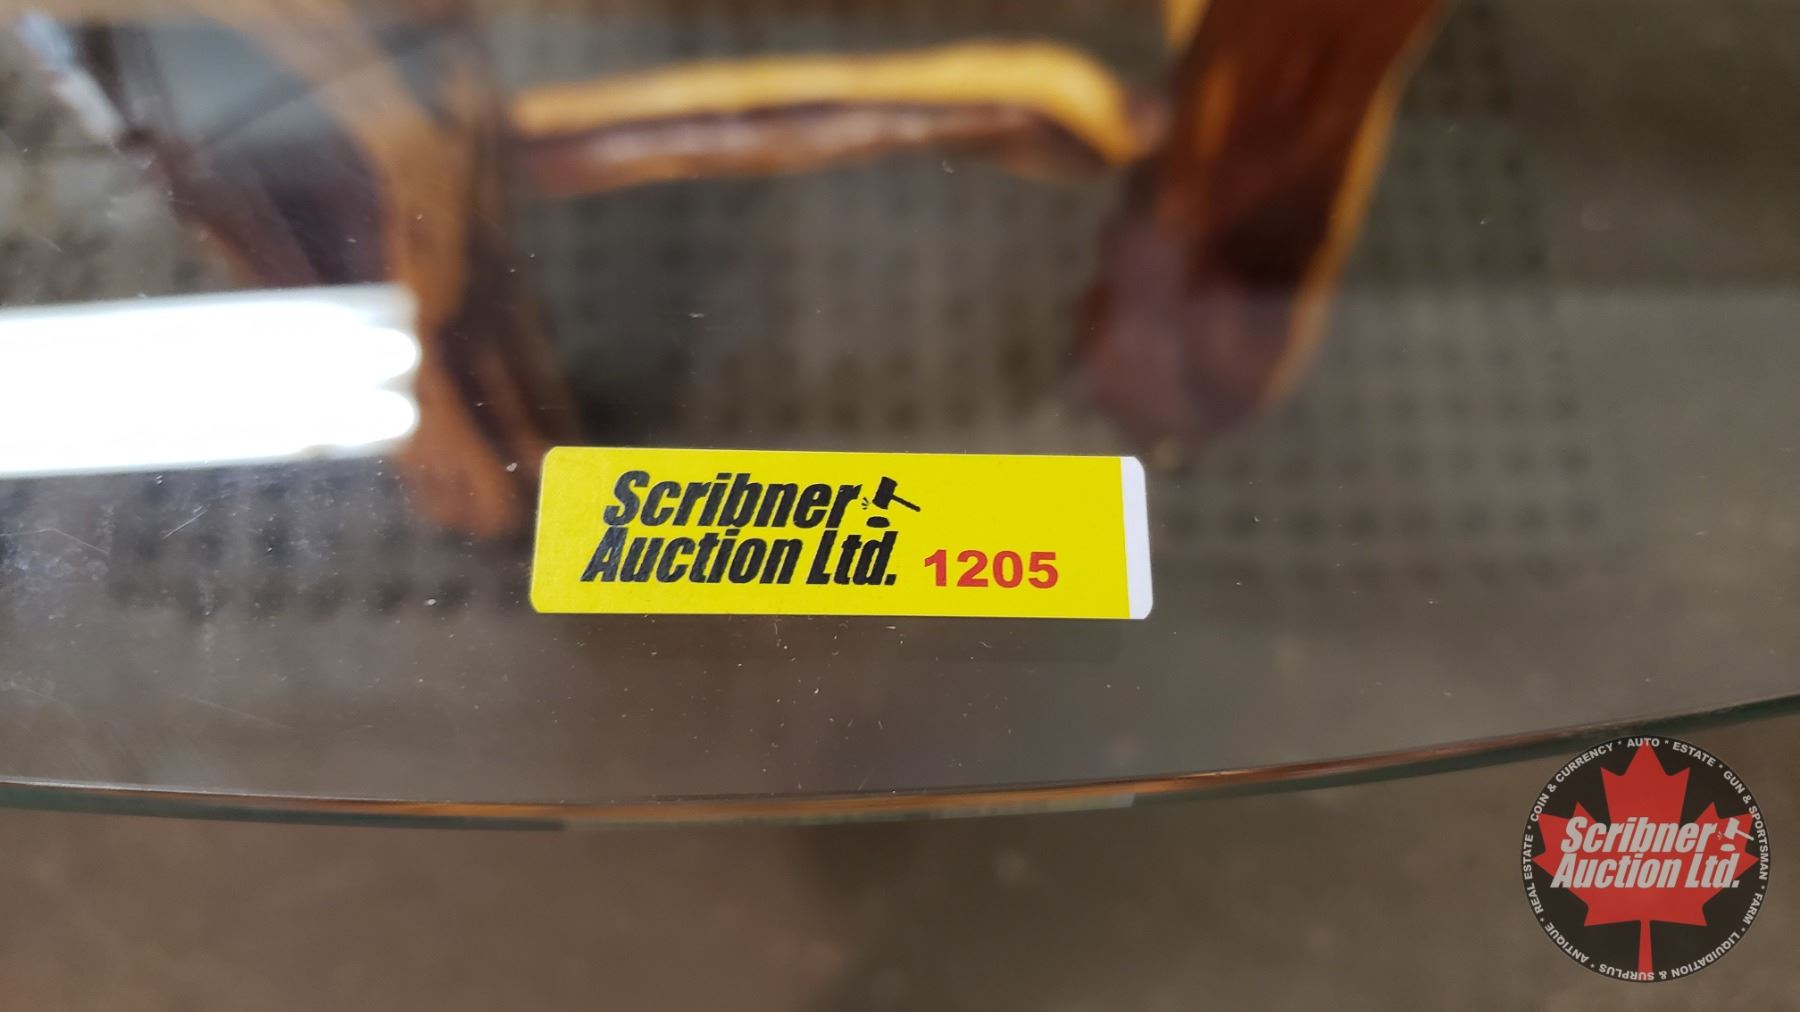 Scribner
Auction Ltd. 1205
COIN & CURRENCY * AUTO * ESTATE * GUN & SPORTSMAN * FARM * LIQUIDATION & SURPLUS * ANTIQUE * REAL ESTATE *
Scribner
Auction Ltd.